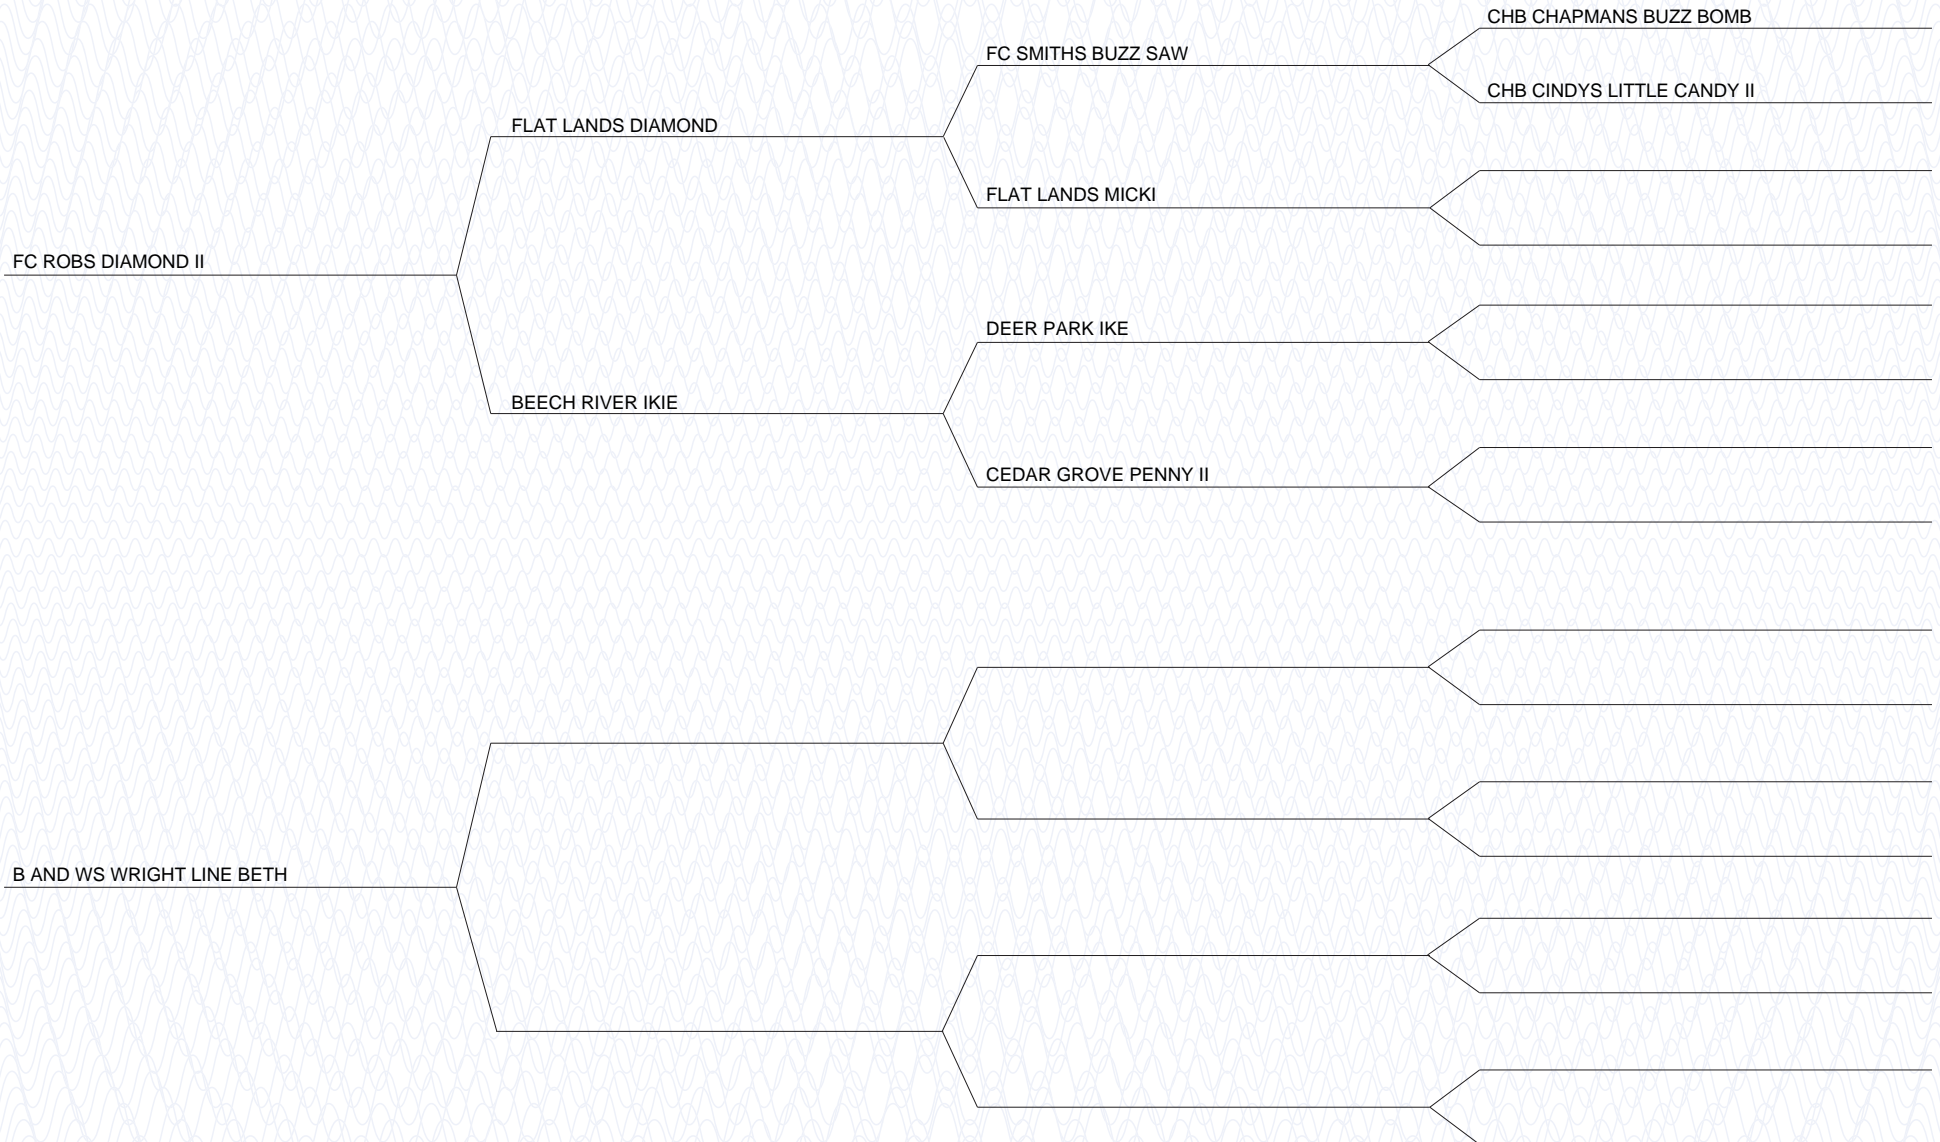 CHB CHAPMANS BUZZ BOMB
FC SMITHS BUZZ SAW
CHB CINDYS LITTLE CANDY II
FLAT LANDS DIAMOND
FLAT LANDS MICKI
FC ROBS DIAMOND II
DEER PARK IKE
BEECH RIVER IKIE
CEDAR GROVE PENNY II
B AND WS WRIGHT LINE BETH